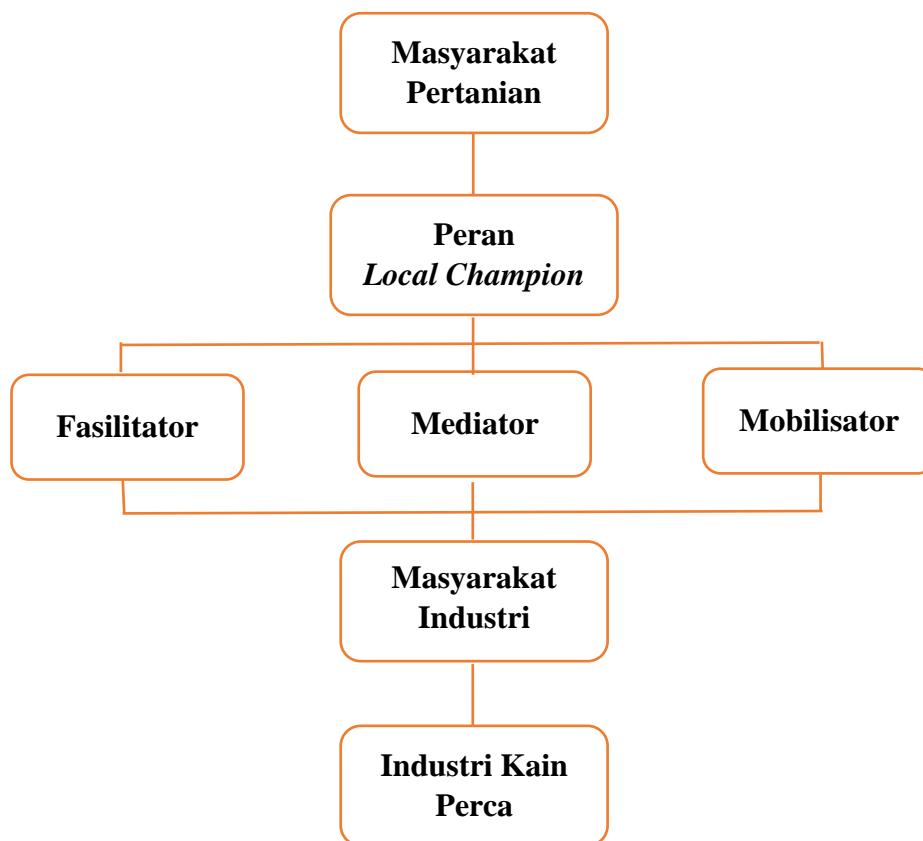 Masyarakat
Pertanian
Peran
Local Champion
Fasilitator
Mediator
Mobilisator
Masyarakat
Industri
Industri Kain
Perca